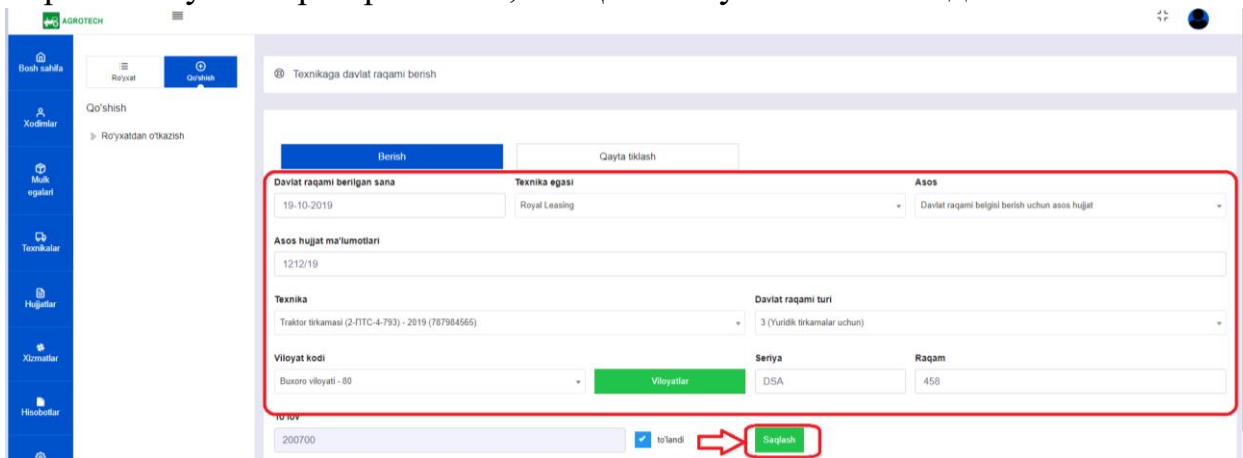 AGROTECH
Bosh sahifa
Ro'yxat
Qo'shish
Texnikaga davlat raqami berish
Qo'shish
Xodimlar
Ro'yxatdan o'tkazish
Berish
Qayta tiklash
Mulk egalari
Davlat raqami berilgan sana
Texnika egasi
Asos
19-10-2019
Royal Leasing
Davlat raqami belgisi berish uchun asos hujjat
Texnikalar
Asos hujjat ma'lumotlari
1212/19
Hujjatlar
Texnika
Davlat raqami turi
Traktor tirkamasi (2-ПТС-4-793) - 2019 (787984565)
3 (Yuridik tirkamalar uchun)
Xizmatlar
Viloyat kodi
Seriya
Raqam
Buxoro viloyati - 80
Viloyatlar
DSA
458
Hisobotlar
To'lov
200700
to'landi
Saqlash